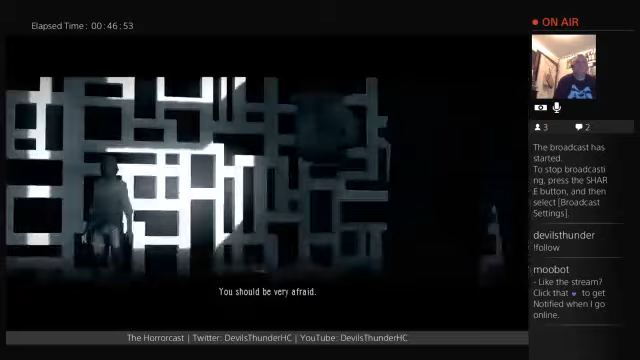 Elapsed Time : 00:46:53
ON AIR
3
2
The broadcast has
started.
To stop broadcasti
ng, press the SHAR
E button, and then
select [Broadcast
Settings].
devilsthunder
!follow
moobot
- Like the stream?
Click that ♥ to get
Notified when I go
online.
You should be very afraid.
The Horrorcast | Twitter: DevilsThunderHC | YouTube: DevilsThunderHC